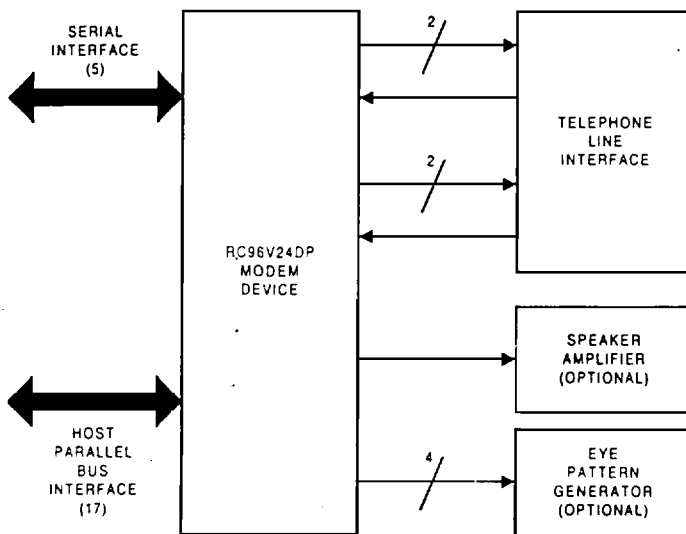 SERIAL
INTERFACE
(5)
HOST
PARALLEL
BUS
INTERFACE
(17)
RC96V24DP
MODEM
DEVICE
2
2
4
TELEPHONE
LINE
INTERFACE
SPEAKER
AMPLIFIER
(OPTIONAL)
EYE
PATTERN
GENERATOR
(OPTIONAL)